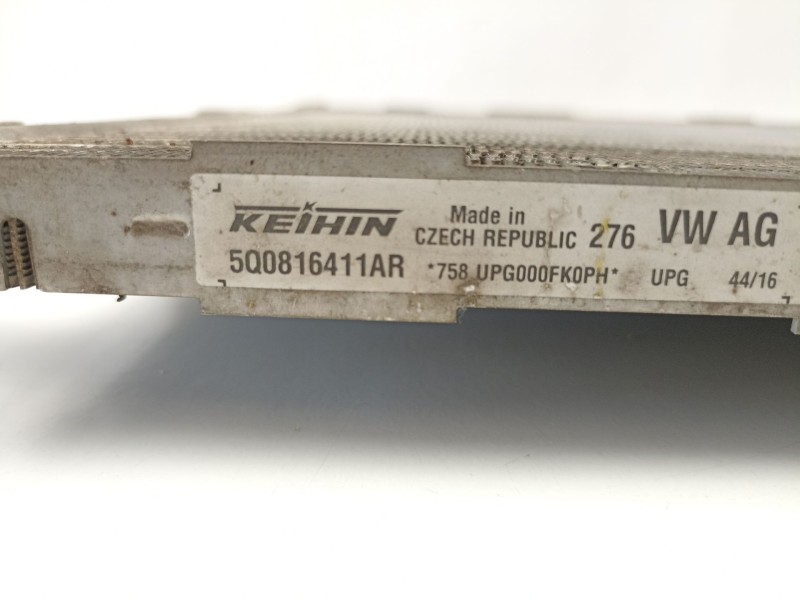 KEIHIN Made in CZECH REPUBLIC 276 VW AG
5Q0816411AR *758 UPG000FK0PH* UPG 44/16